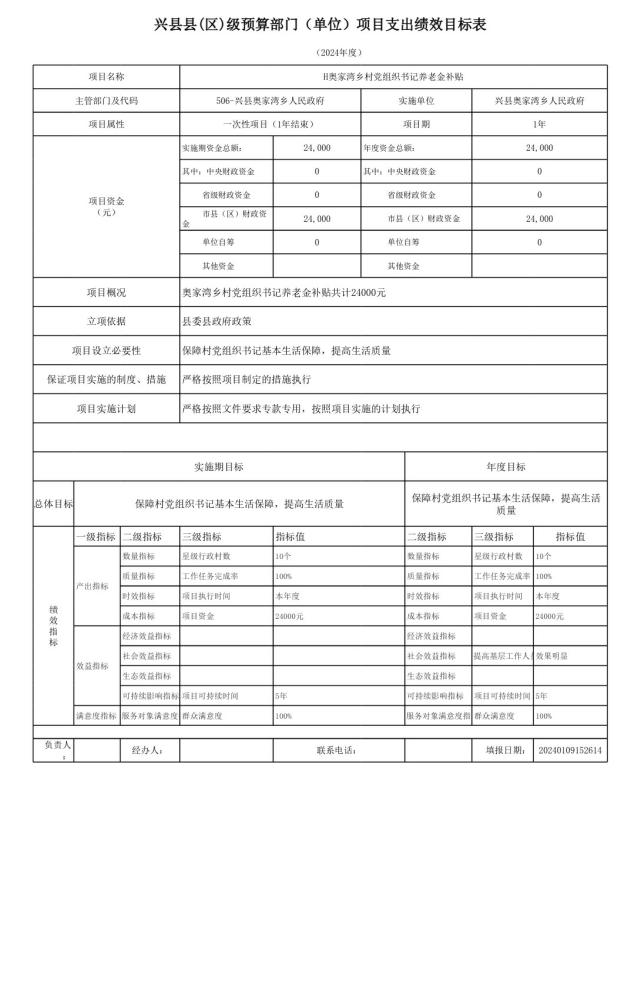 兴县县(区)级预算部门（单位）项目支出绩效目标表
（2024年度）
项目名称 H奥家湾乡村党组织书记养老金补贴
主管部门及代码 506-兴县奥家湾乡人民政府 实施单位 兴县奥家湾乡人民政府
项目属性 一次性项目（1年结束） 项目期 1年
项目资金
（元）
实施期资金总额: 24,000 年度资金总额: 24,000
其中: 中央财政资金 0 其中: 中央财政资金 0
省级财政资金 0 省级财政资金 0
市县（区）财政资
金 24,000 市县（区）财政资金 24,000
单位自筹 0 单位自筹 0
其他资金 其他资金
项目概况 奥家湾乡村党组织书记养老金补贴共计24000元
立项依据 县委县政府政策
项目设立必要性 保障村党组织书记基本生活保障, 提高生活质量
保证项目实施的制度、措施 严格按照项目制定的措施执行
项目实施计划 严格按照文件要求专款专用, 按照项目实施的计划执行
实施期目标 年度目标
总体目标 保障村党组织书记基本生活保障, 提高生活质量 保障村党组织书记基本生活保障, 提高生活
质量
绩效指标
一级指标 二级指标 三级指标 指标值 二级指标 三级指标 指标值
产出指标
数量指标 星级行政村数 10个 数量指标 星级行政村数 10个
质量指标 工作任务完成率 100% 质量指标 工作任务完成率 100%
时效指标 项目执行时间 本年度 时效指标 项目执行时间 本年度
成本指标 项目资金 24000元 成本指标 项目资金 24000元
效益指标
经济效益指标 经济效益指标
社会效益指标 社会效益指标 提高基层工作人 效果明显
生态效益指标 生态效益指标
可持续影响指标 项目可持续时间 5年 可持续影响指标 项目可持续时间 5年
满意度指标 服务对象满意度 群众满意度 100% 服务对象满意度指 群众满意度 100%
负责人
: 经办人: 联系电话: 填报日期: 20240109152614